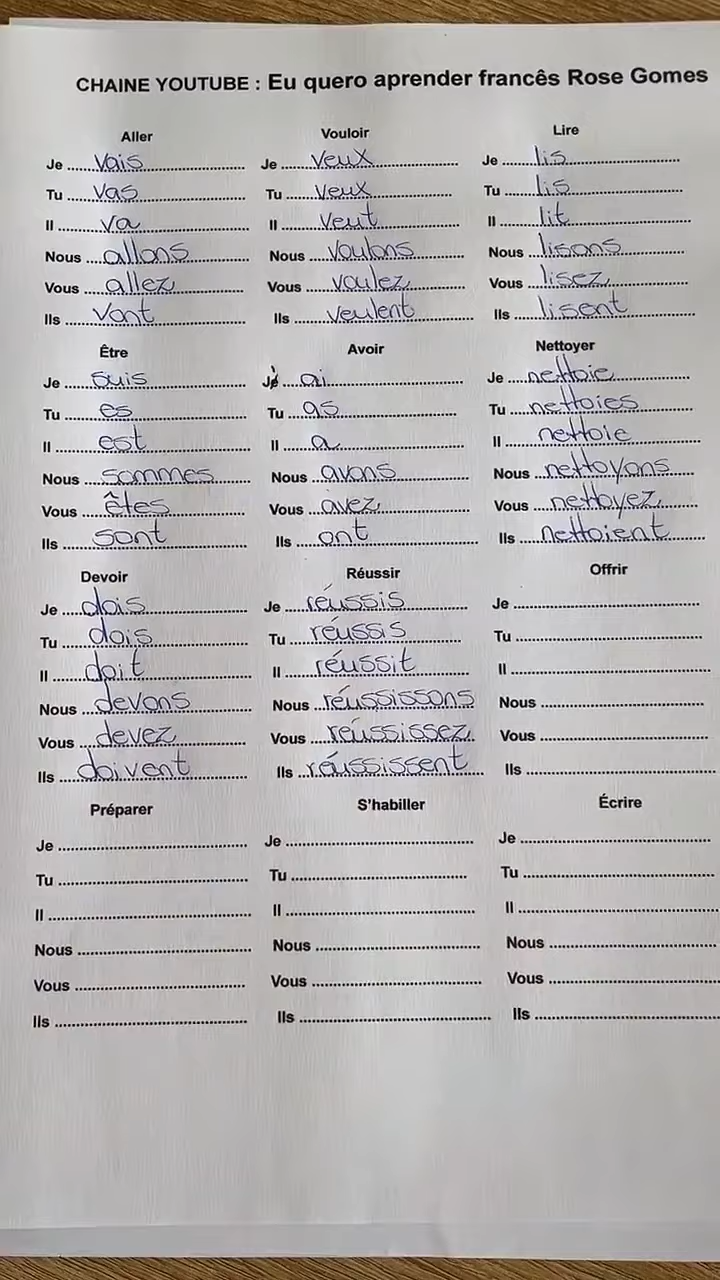 CHAINE YOUTUBE : Eu quero aprender francês Rose Gomes
Aller
Je vais
Tu vas
Il va
Nous allons
Vous allez
Ils vont
Vouloir
Je veux
Tu veux
Il veut
Nous voulons
Vous voulez
Ils veulent
Lire
Je lis
Tu lis
Il lit
Nous lisons
Vous lisez
Ils lisent
Être
Je suis
Tu es
Il est
Nous sommes
Vous êtes
Ils sont
Avoir
J' ai
Tu as
Il a
Nous avons
Vous avez
Ils ont
Nettoyer
Je nettoie
Tu nettoies
Il nettoie
Nous nettoyons
Vous nettoyez
Ils nettoient
Devoir
Je dois
Tu dois
Il doit
Nous devons
Vous devez
Ils doivent
Réussir
Je réussis
Tu réussis
Il réussit
Nous réussissons
Vous réussissez
Ils réussissent
Offrir
Je
Tu
Il
Nous
Vous
Ils
Préparer
Je
Tu
Il
Nous
Vous
Ils
S'habiller
Je
Tu
Il
Nous
Vous
Ils
Écrire
Je
Tu
Il
Nous
Vous
Ils